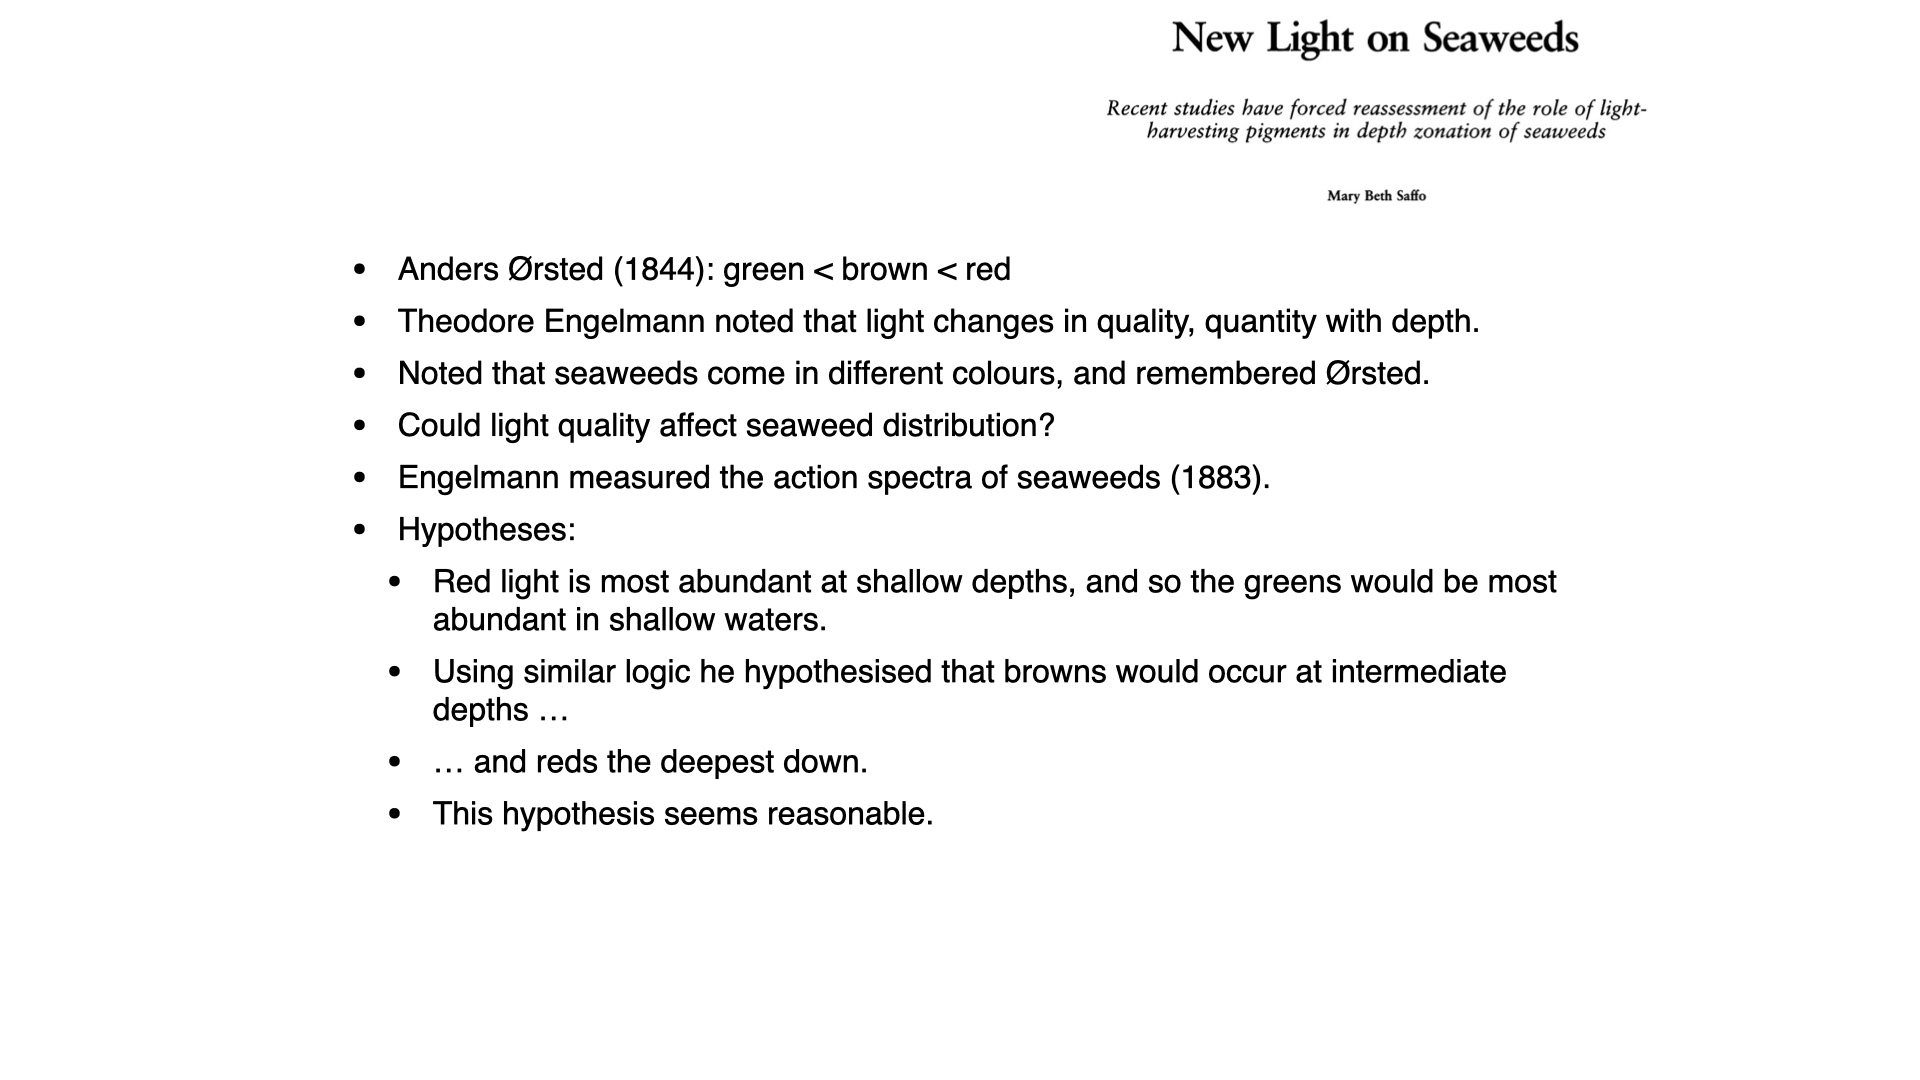 New Light on Seaweeds
Recent studies have forced reassessment of the role of light-
harvesting pigments in depth zonation of seaweeds
Mary Beth Saffo
• Anders Ørsted (1844): green < brown < red
• Theodore Engelmann noted that light changes in quality, quantity with depth.
• Noted that seaweeds come in different colours, and remembered Ørsted.
• Could light quality affect seaweed distribution?
• Engelmann measured the action spectra of seaweeds (1883).
• Hypotheses:
• Red light is most abundant at shallow depths, and so the greens would be most
abundant in shallow waters.
• Using similar logic he hypothesised that browns would occur at intermediate
depths …
• … and reds the deepest down.
• This hypothesis seems reasonable.